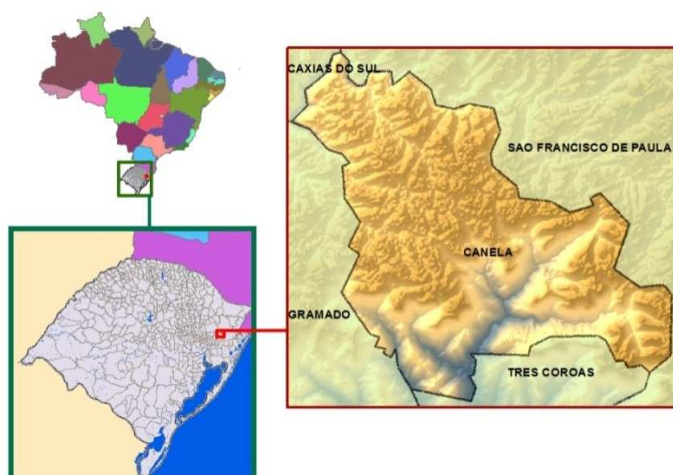 CAXIAS DO SUL
SAO FRANCISCO DE PAULA
CANELA
GRAMADO
TRES COROAS